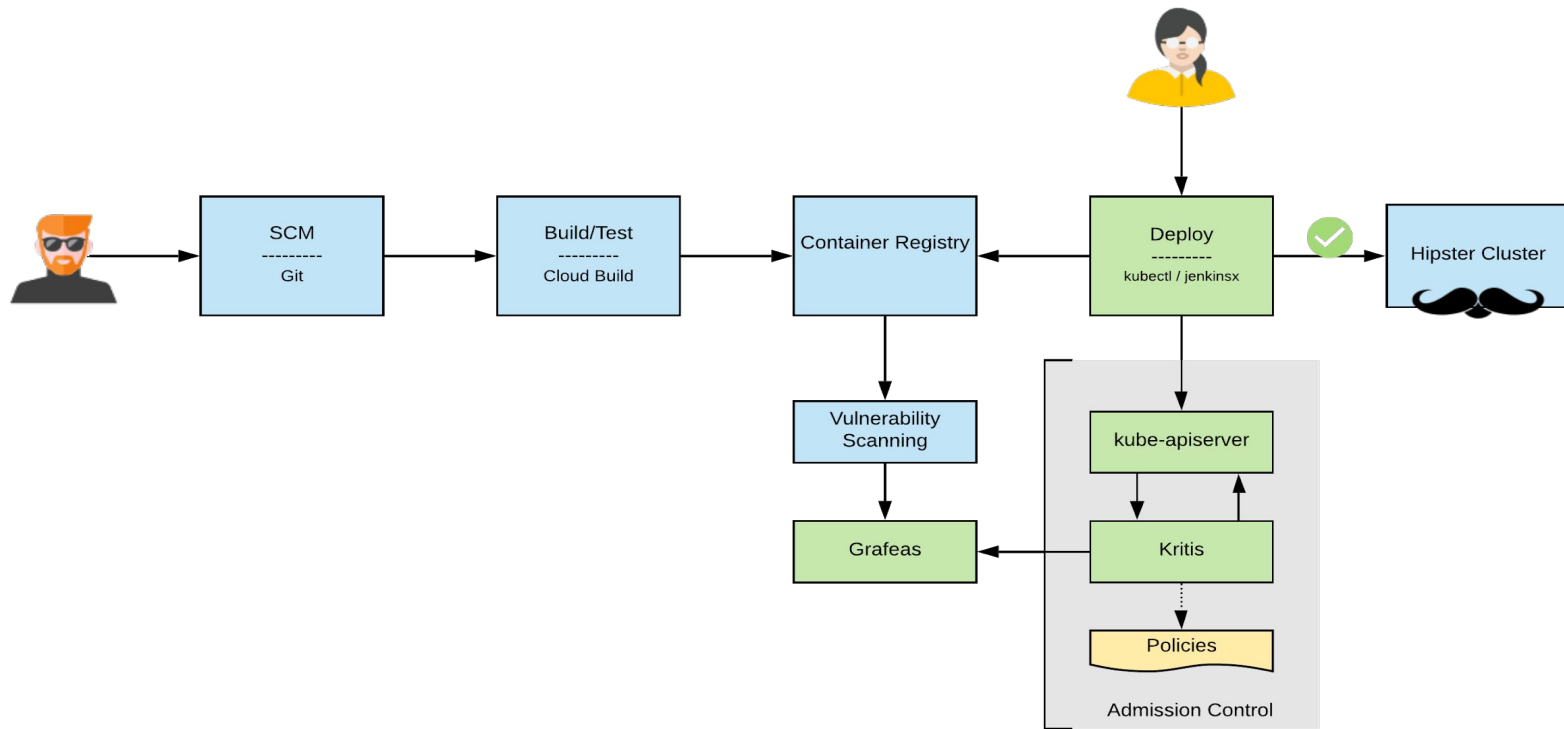 SCM
---------
Git
Build/Test
---------
Cloud Build
Container Registry
Deploy
---------
kubectl / jenkinsx
Hipster Cluster
Vulnerability
Scanning
kube-apiserver
Grafeas
Kritis
Policies
Admission Control